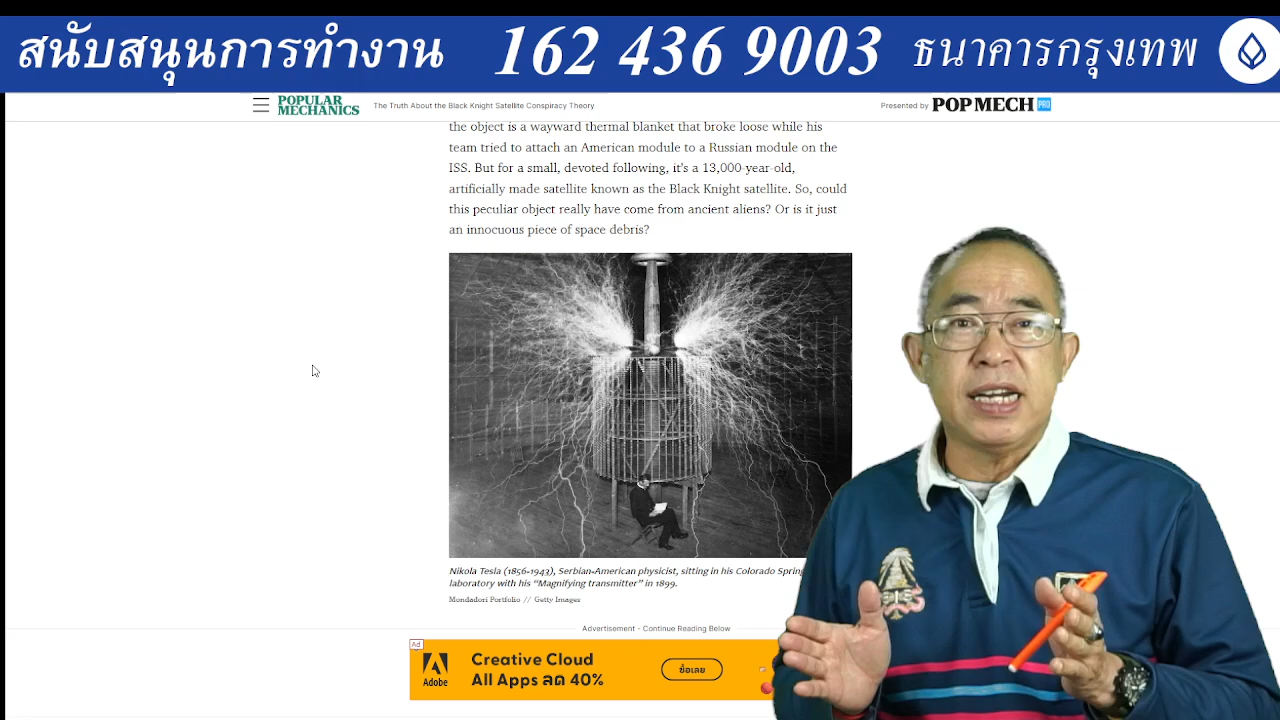 สนับสนุนการทำงาน 162 436 9003 ธนาคารกรุงเทพ
POPULAR
MECHANICS
The Truth About the Black Knight Satellite Conspiracy Theory
Presented by POP MECH PRO
the object is a wayward thermal blanket that broke loose while his
team tried to attach an American module to a Russian module on the
ISS. But for a small, devoted following, it's a 13,000-year-old,
artificially made satellite known as the Black Knight satellite. So, could
this peculiar object really have come from ancient aliens? Or is it just
an innocuous piece of space debris?
Nikola Tesla (1856-1943), Serbian-American physicist, sitting in his Colorado Spring
laboratory with his “Magnifying transmitter” in 1899.
Mondadori Portfolio // Getty Images
Advertisement - Continue Reading Below
Ad
Adobe
Creative Cloud
All Apps ลด 40%
ซื้อเลย